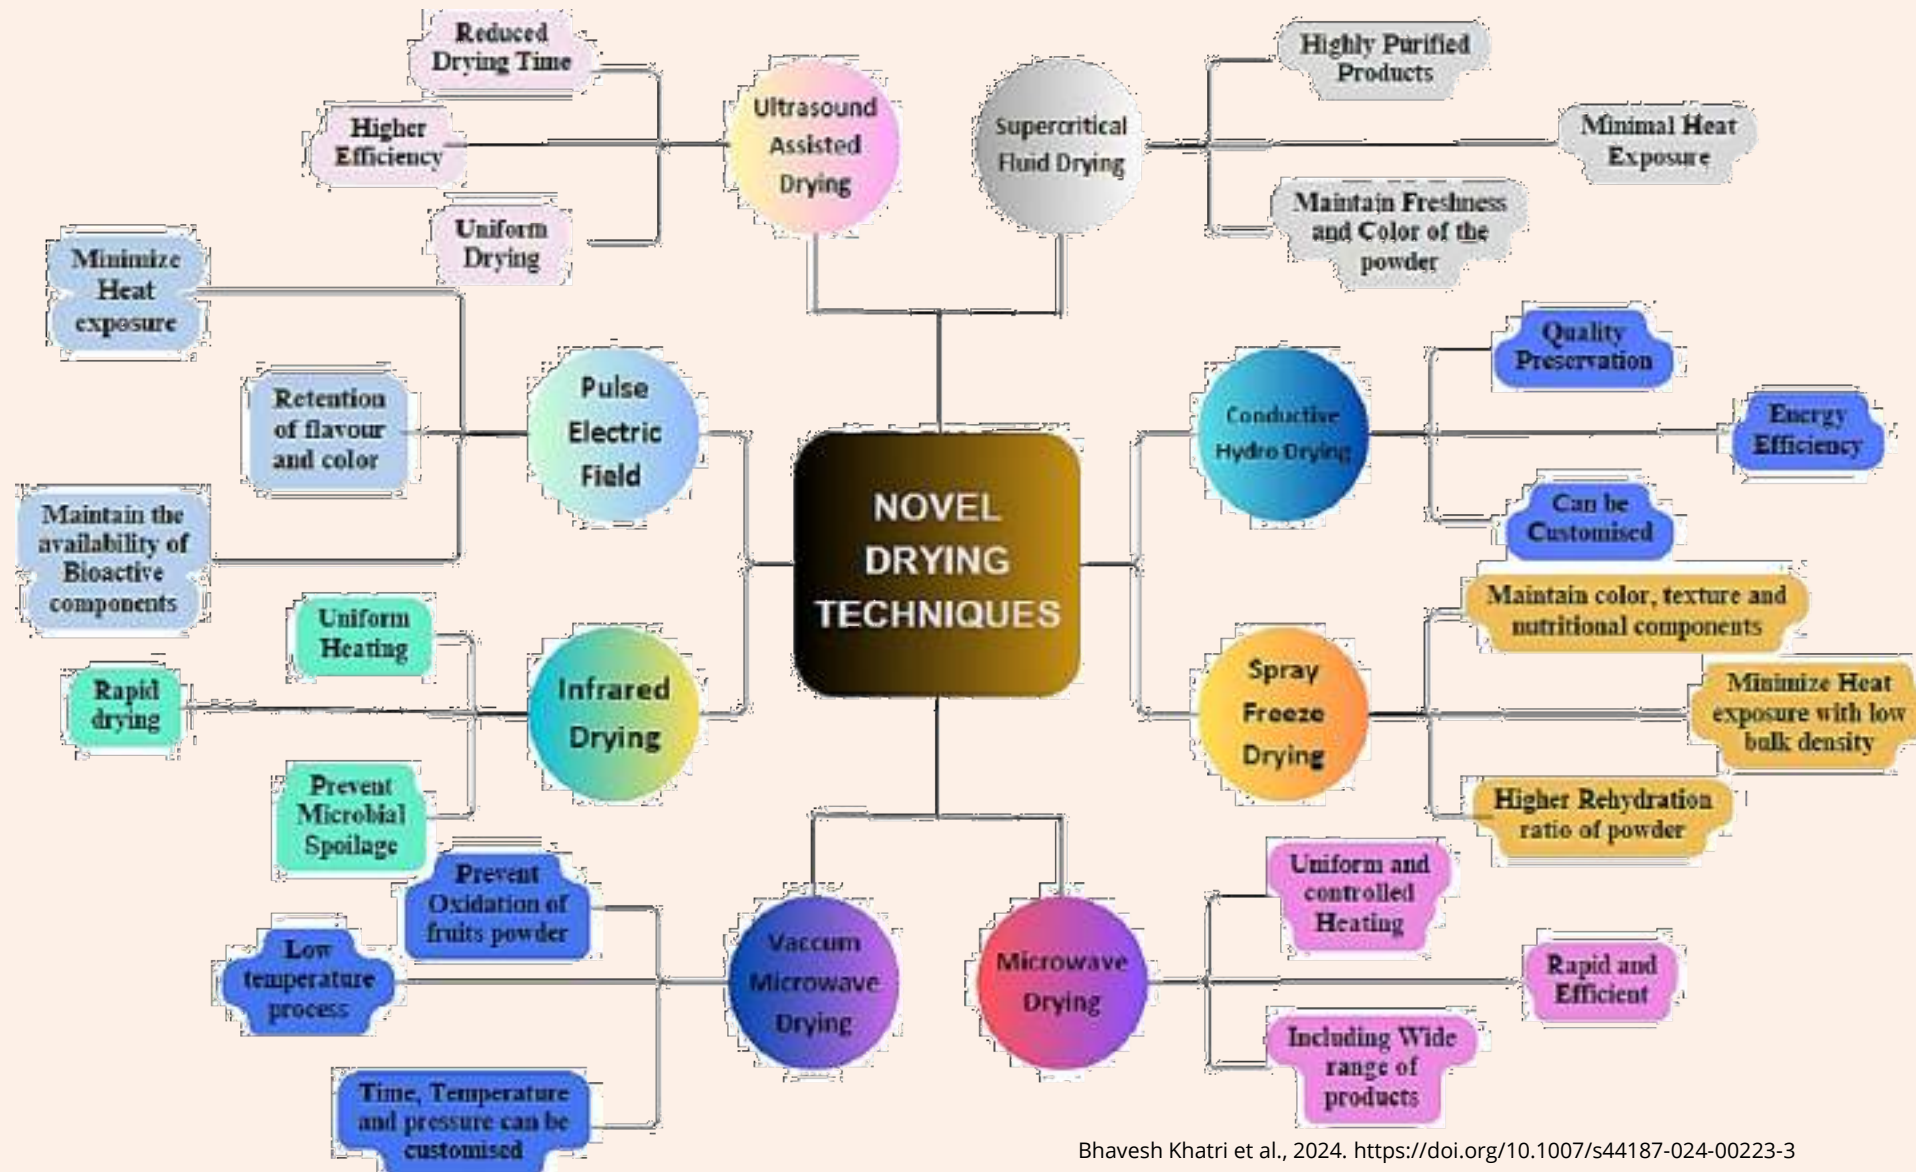 Reduced
Drying Time
Higher
Efficiency
Uniform
Drying
Ultrasound
Assisted
Drying
Supercritical
Fluid Drying
Highly Purified
Products
Minimal Heat
Exposure
Maintain Freshness
and Color of the
powder
Minimize
Heat
exposure
Retention
of flavour
and color
Maintain the
availability of
Bioactive
components
Pulse
Electric
Field
NOVEL
DRYING
TECHNIQUES
Conductive
Hydro Drying
Quality
Preservation
Energy
Efficiency
Can be
Customised
Uniform
Heating
Rapid
drying
Prevent
Microbial
Spoilage
Infrared
Drying
Spray
Freeze
Drying
Maintain color, texture and
nutritional components
Minimize Heat
exposure with low
bulk density
Higher Rehydration
ratio of powder
Prevent
Oxidation of
fruits powder
Low
temperature
process
Time, Temperature
and pressure can be
customised
Vaccum
Microwave
Drying
Microwave
Drying
Uniform and
controlled
Heating
Rapid and
Efficient
Including Wide
range of
products
Bhavesh Khatri et al., 2024. https://doi.org/10.1007/s44187-024-00223-3